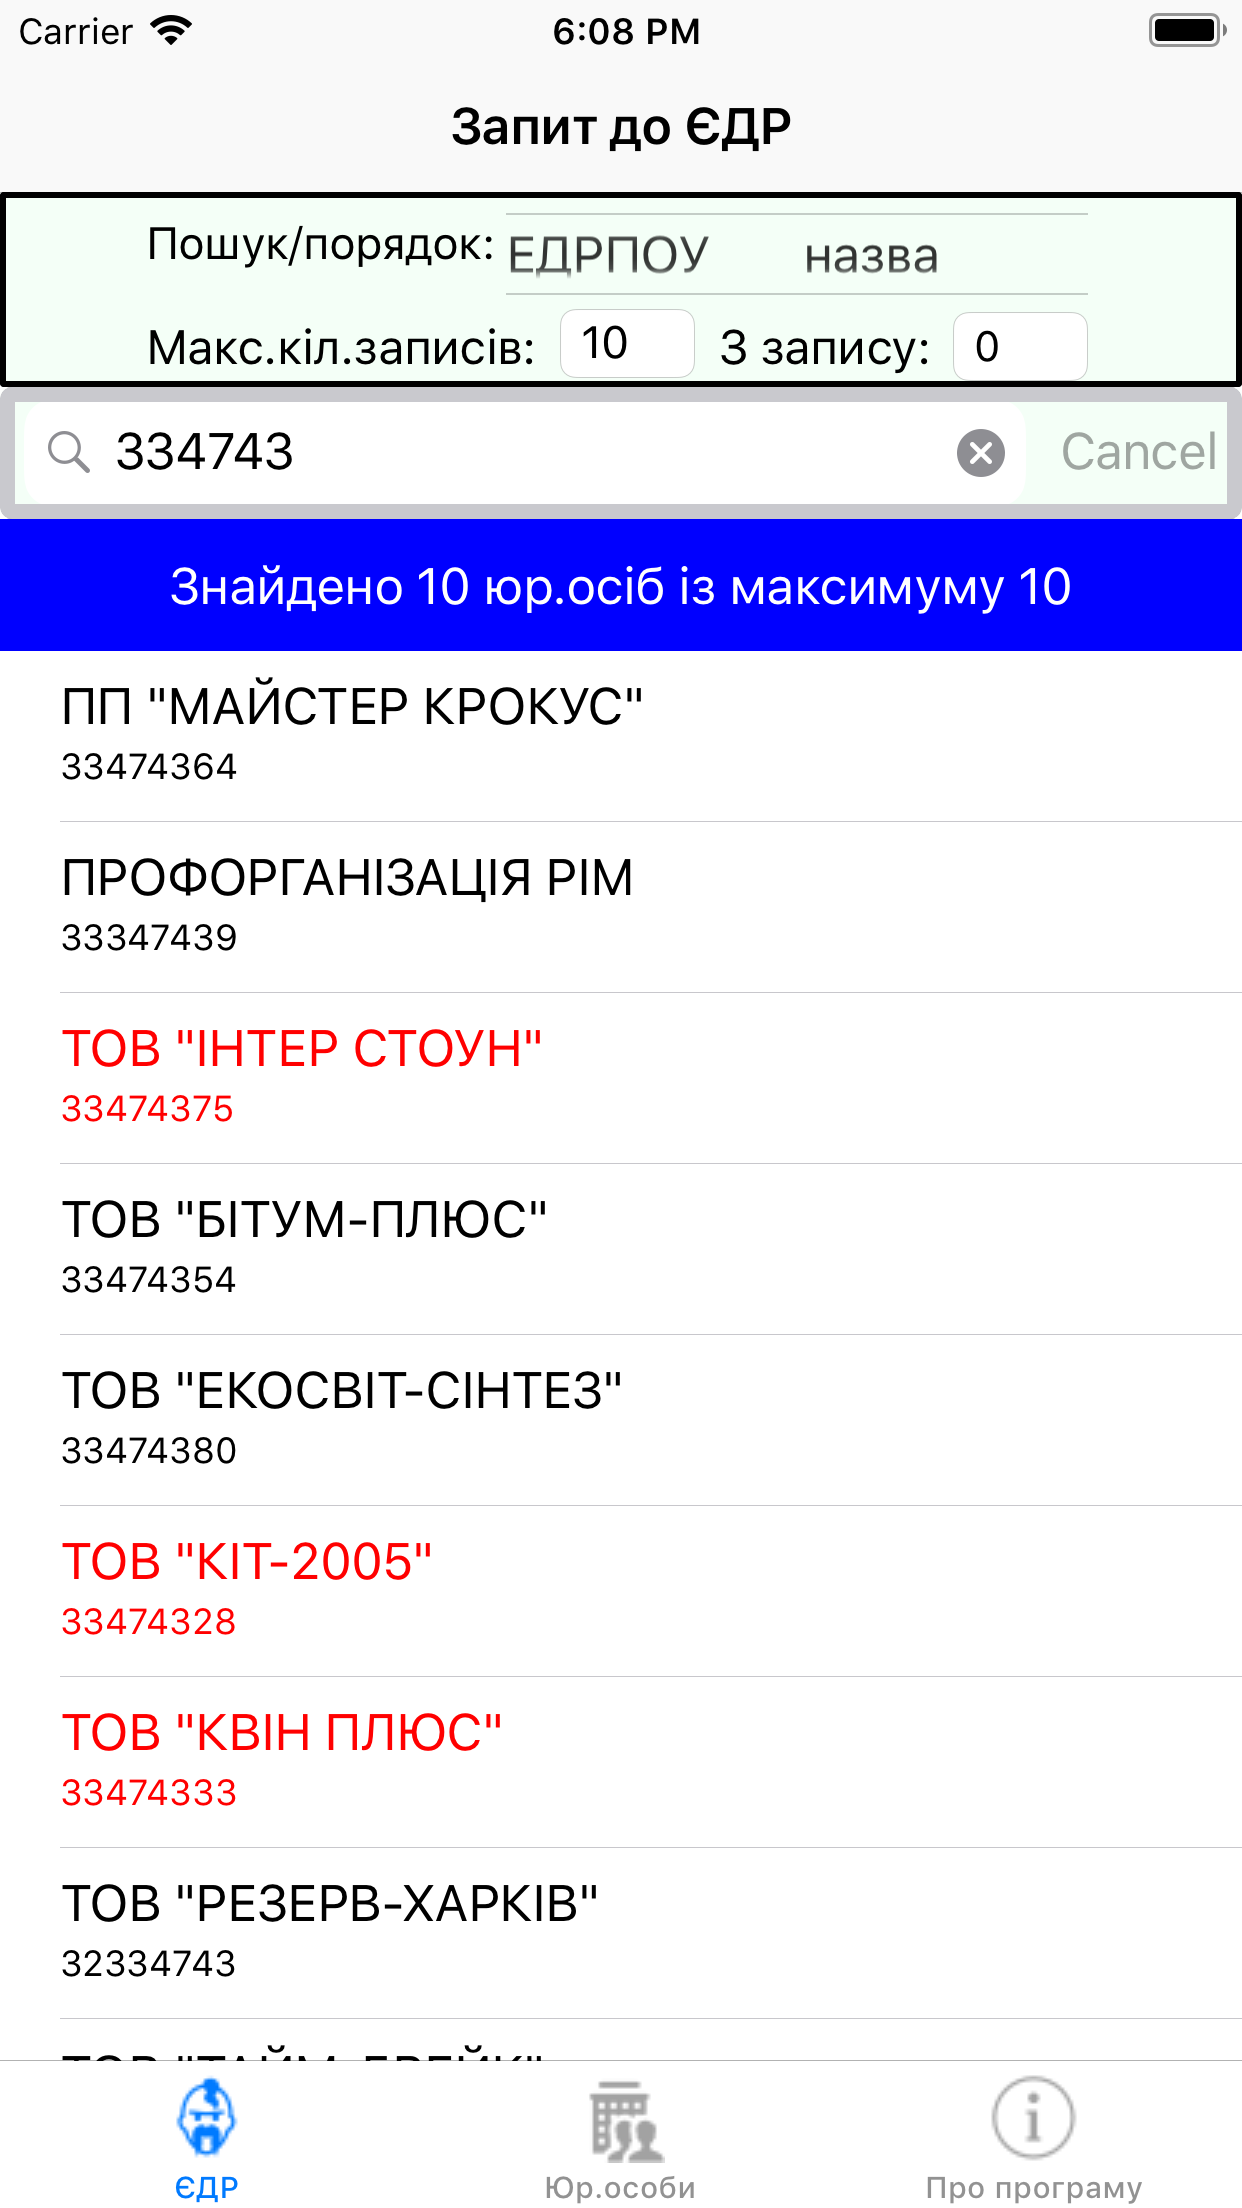 Carrier 6:08 PM
Запит до ЄДР
Пошук/порядок: ЕДРПОУ назва
Макс.кіл.записів: 10 З запису: 0
334743 Cancel
Знайдено 10 юр.осіб із максимуму 10
ПП "МАЙСТЕР КРОКУС"
33474364
ПРОФОРГАНІЗАЦІЯ РІМ
33347439
ТОВ "ІНТЕР СТОУН"
33474375
ТОВ "БІТУМ-ПЛЮС"
33474354
ТОВ "ЕКОСВІТ-СІНТЕЗ"
33474380
ТОВ "КІТ-2005"
33474328
ТОВ "КВІН ПЛЮС"
33474333
ТОВ "РЕЗЕРВ-ХАРКІВ"
32334743
ЄДР Юр.особи Про програму